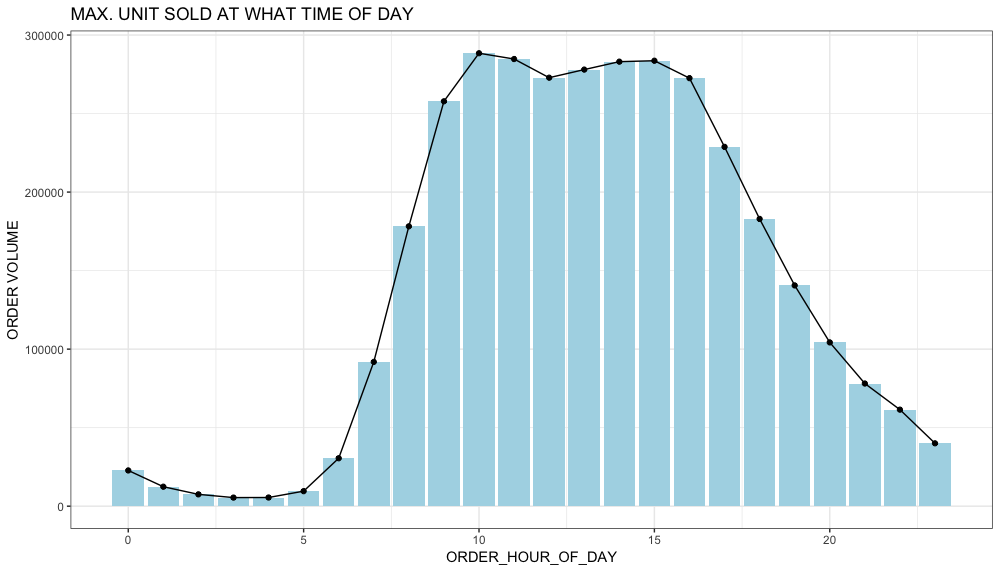 MAX. UNIT SOLD AT WHAT TIME OF DAY
300000
200000
100000
0
ORDER VOLUME
0 5 10 15 20
ORDER_HOUR_OF_DAY